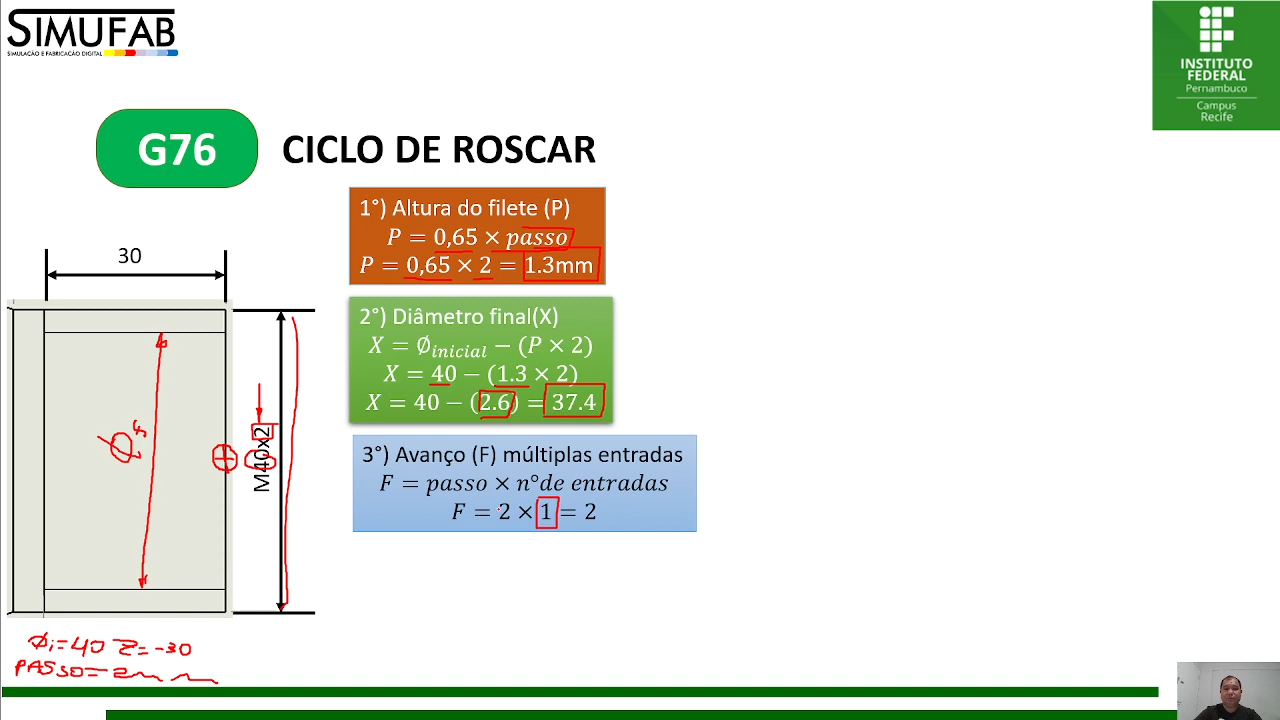 SIMUFAB
SIMULAÇÃO E FABRICAÇÃO DIGITAL
INSTITUTO
FEDERAL
Pernambuco
Campus
Recife
G76
CICLO DE ROSCAR
1°) Altura do filete (P)
P = 0,65 × passo
P = 0,65 × 2 = 1.3mm
2°) Diâmetro final(X)
X = ∅inicial − (P × 2)
X = 40 − (1.3 × 2)
X = 40 − (2.6) = 37.4
3°) Avanço (F) múltiplas entradas
F = passo × n°de entradas
F = 2 × 1 = 2
30
M40x2
Øf
Øi=40 Z=-30
PASSO=2mm